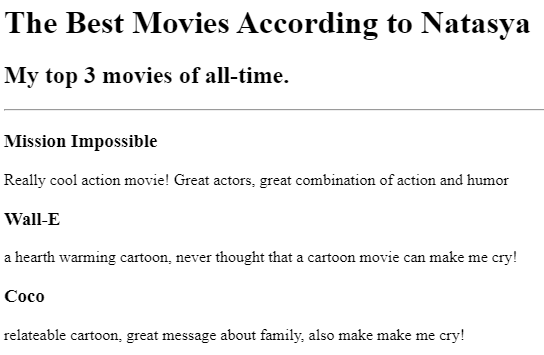 The Best Movies According to Natasya
My top 3 movies of all-time.
Mission Impossible
Really cool action movie! Great actors, great combination of action and humor
Wall-E
a hearth warming cartoon, never thought that a cartoon movie can make me cry!
Coco
relateable cartoon, great message about family, also make make me cry!